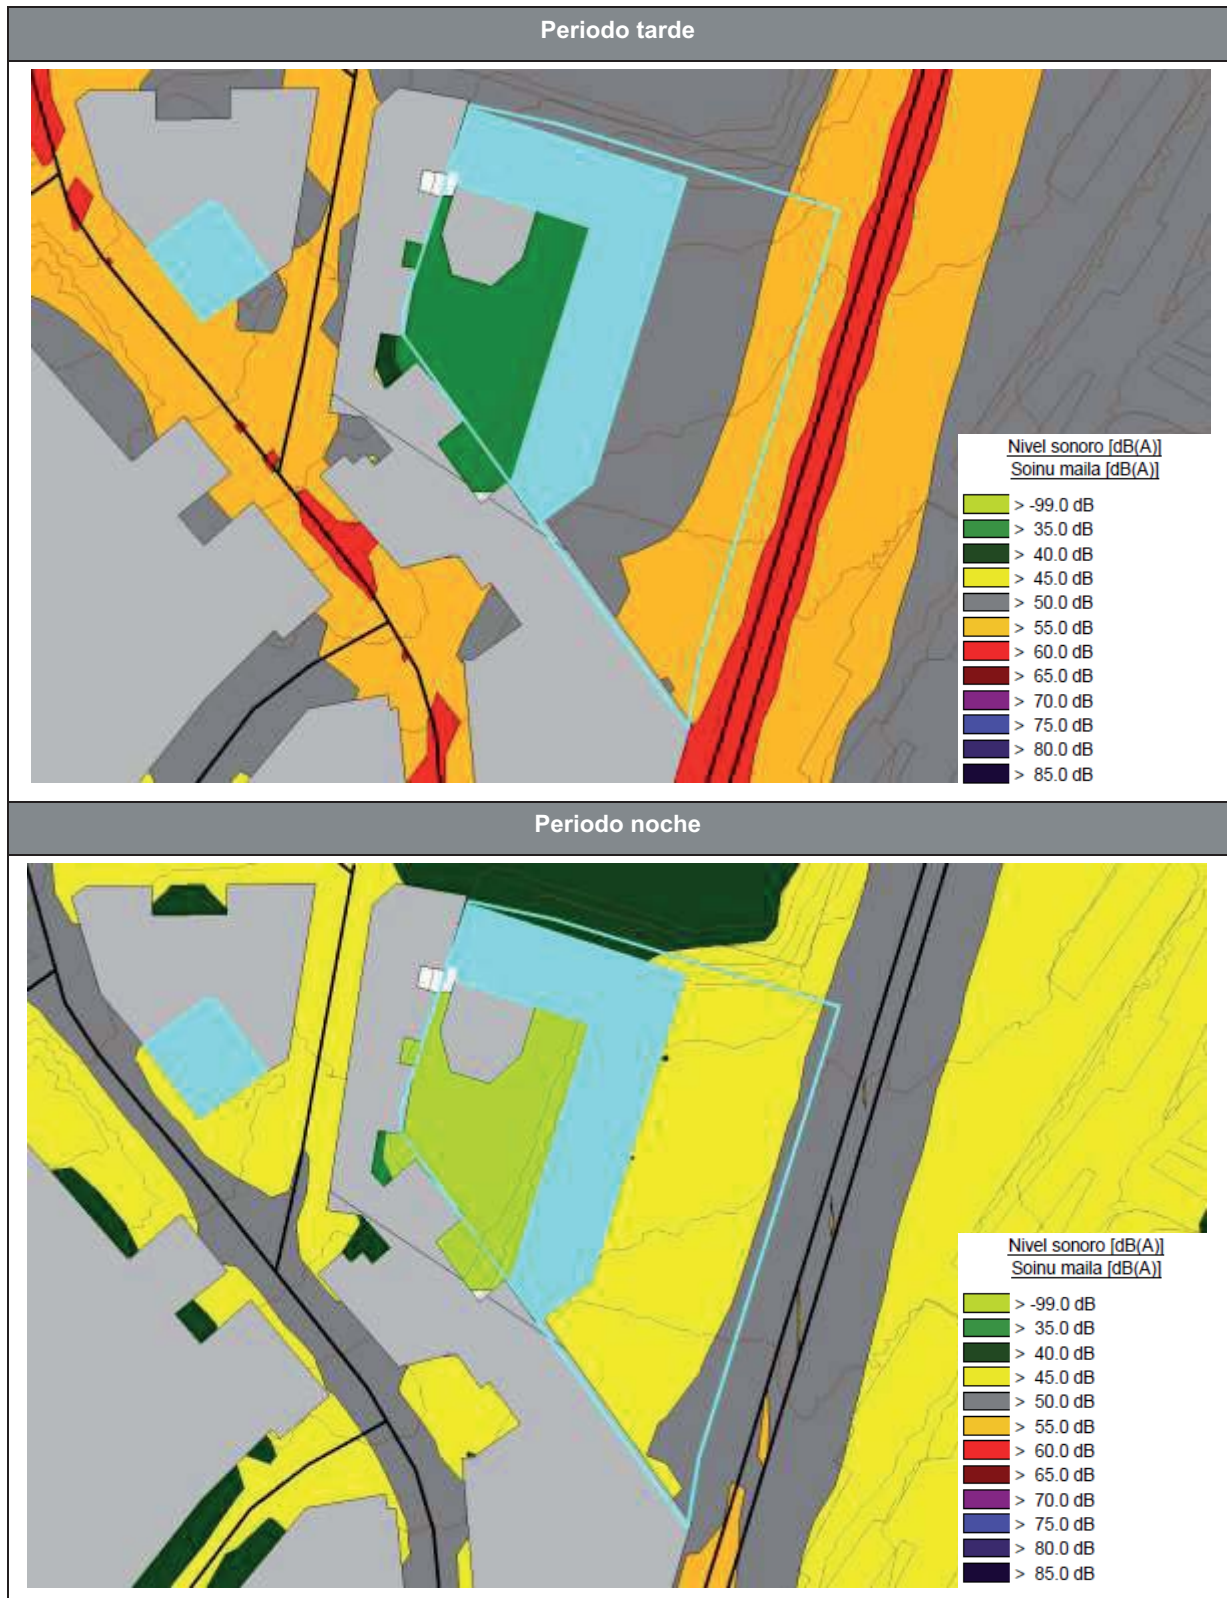 Periodo tarde
Nivel sonoro [dB(A)]
Soinu maila [dB(A)]
> -99.0 dB
> 35.0 dB
> 40.0 dB
> 45.0 dB
> 50.0 dB
> 55.0 dB
> 60.0 dB
> 65.0 dB
> 70.0 dB
> 75.0 dB
> 80.0 dB
> 85.0 dB
Periodo noche
Nivel sonoro [dB(A)]
Soinu maila [dB(A)]
> -99.0 dB
> 35.0 dB
> 40.0 dB
> 45.0 dB
> 50.0 dB
> 55.0 dB
> 60.0 dB
> 65.0 dB
> 70.0 dB
> 75.0 dB
> 80.0 dB
> 85.0 dB